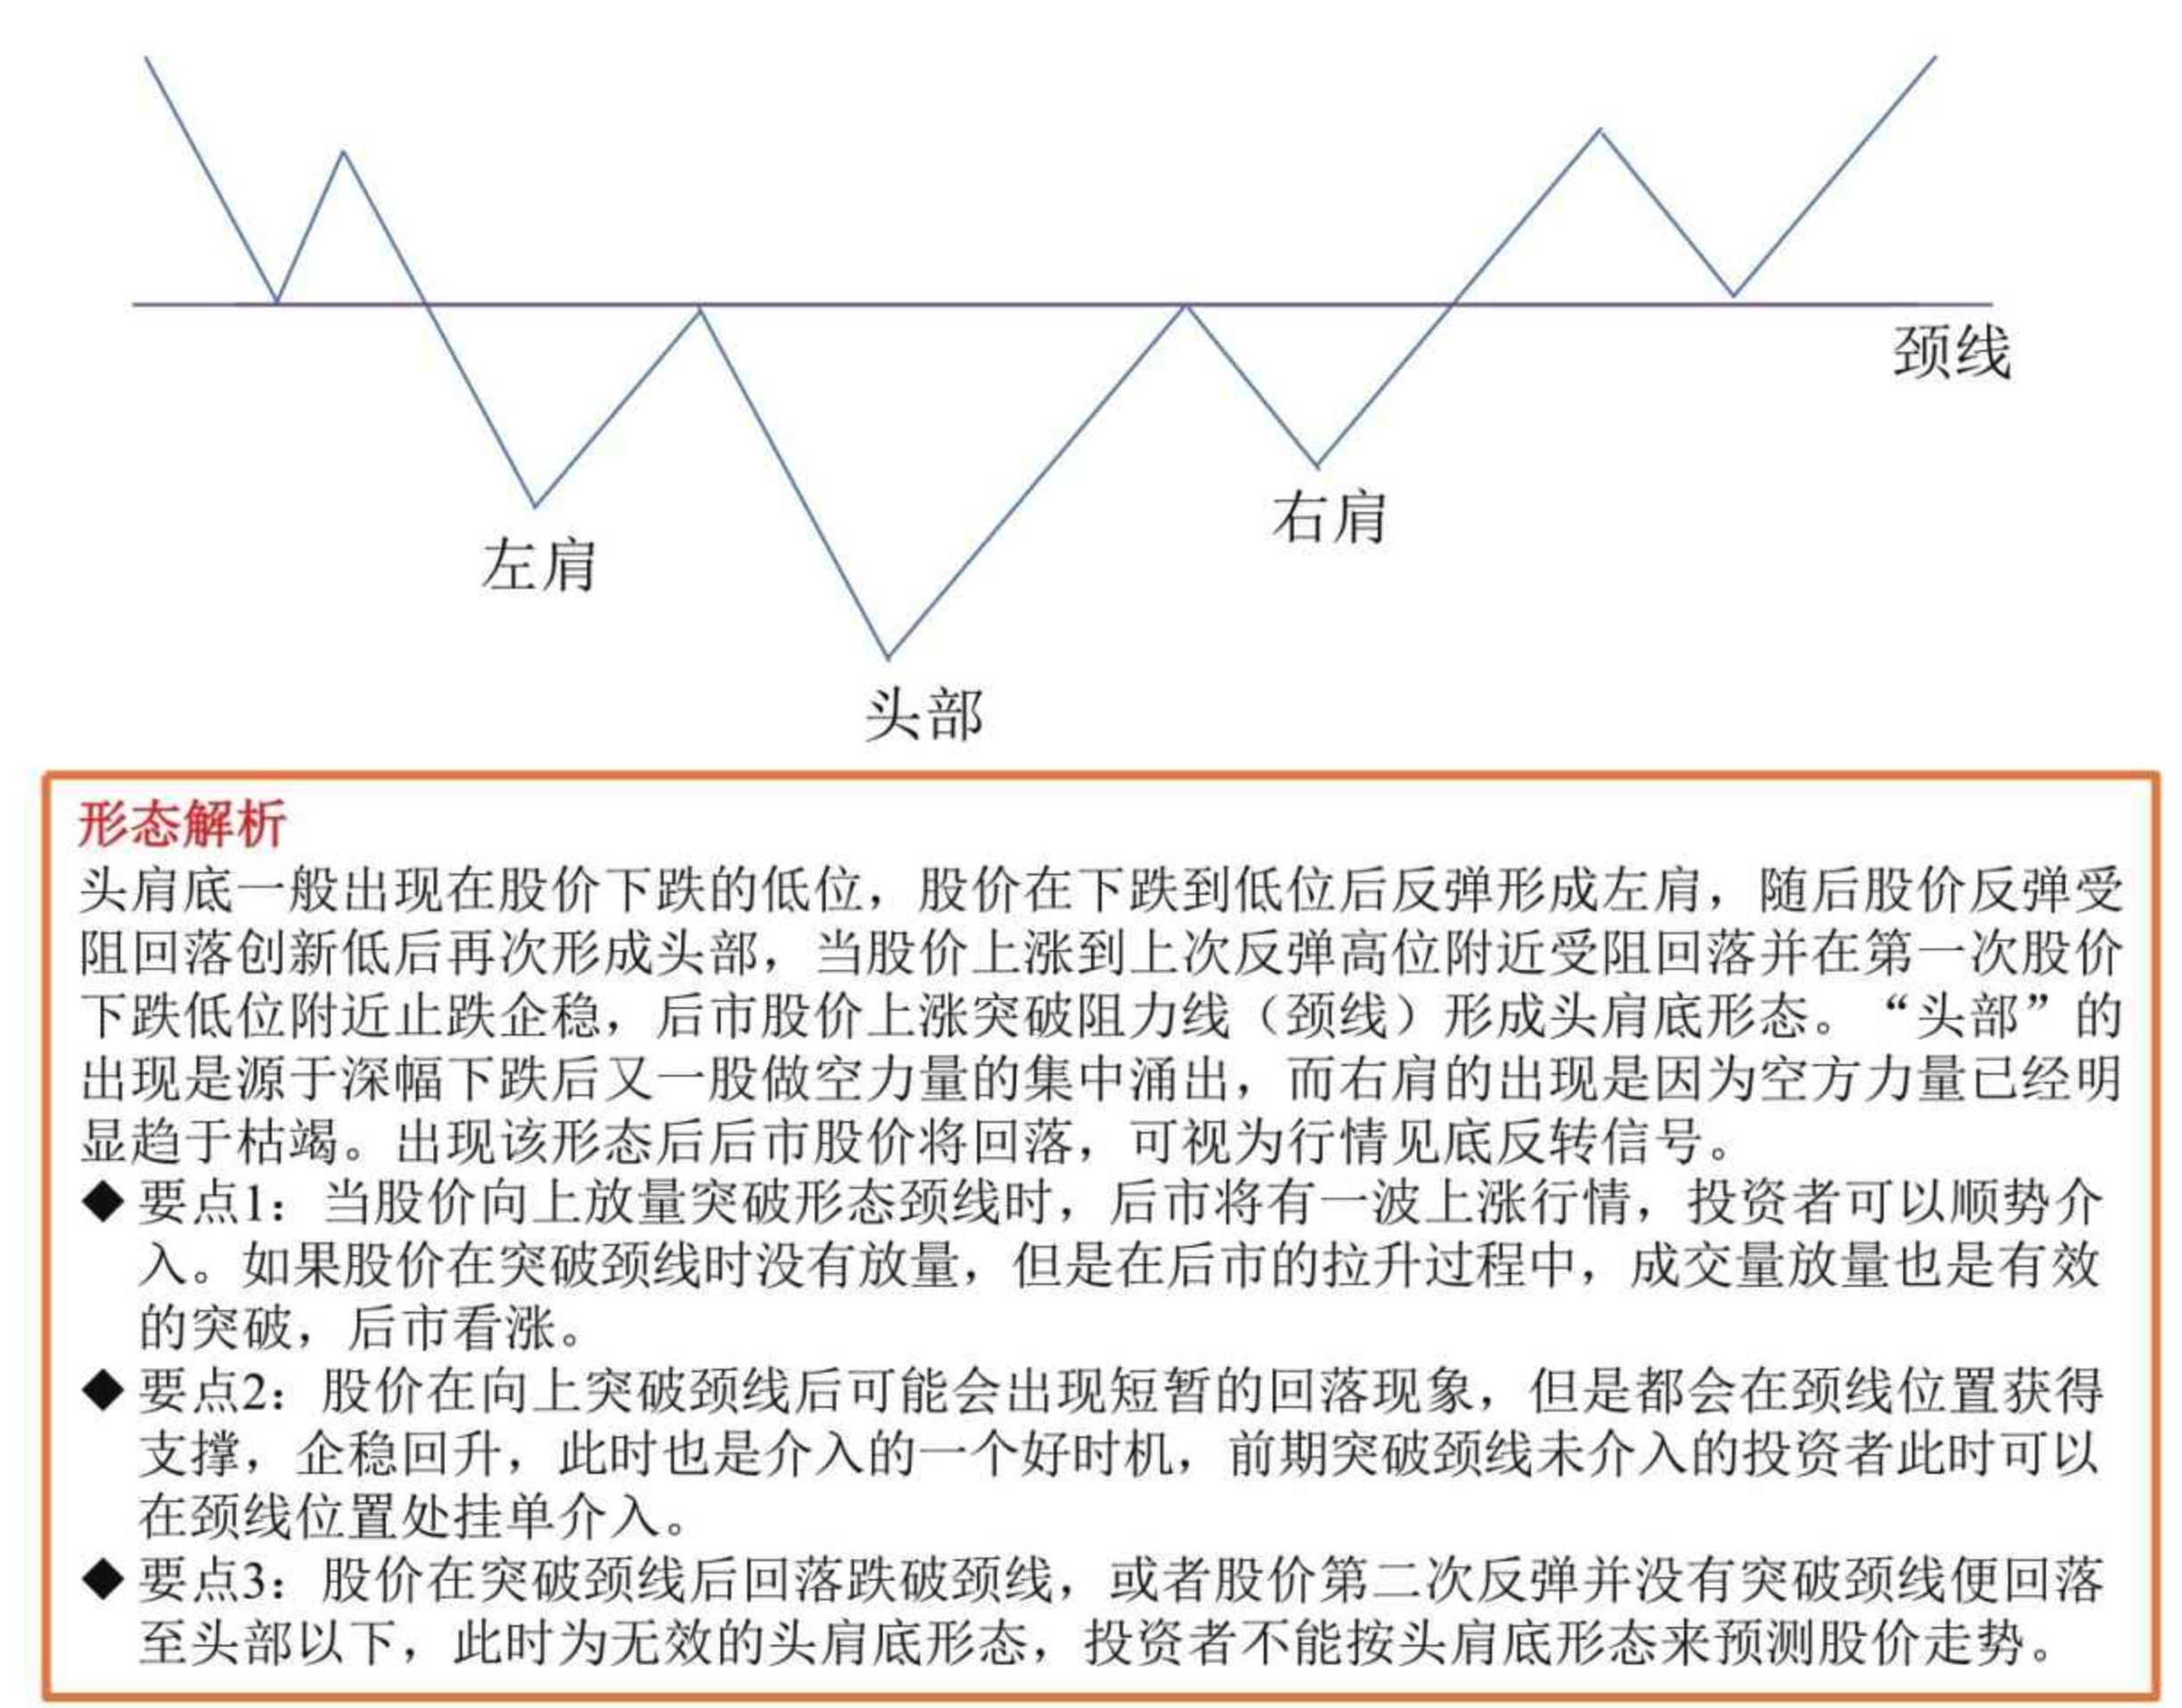 颈线
右肩
左肩
头部
形态解析
头肩底一般出现在股价下跌的低位，股价在下跌到低位后反弹形成左肩，随后股价反弹受
阻回落创新低后再次形成头部，当股价上涨到上次反弹高位附近受阻回落并在第一次股价
下跌低位附近止跌企稳，后市股价上涨突破阻力线（颈线）形成头肩底形态。“头部”的
出现是源于深幅下跌后又一股做空力量的集中涌出，而右肩的出现是因为空方力量已经明
显趋于枯竭。出现该形态后后市股价将回落，可视为行情见底反转信号。
◆ 要点1：当股价向上放量突破形态颈线时，后市将有一波上涨行情，投资者可以顺势介
入。如果股价在突破颈线时没有放量，但是在后市的拉升过程中，成交量放量也是有效
的突破，后市看涨。
◆ 要点2：股价在向上突破颈线后可能会出现短暂的回落现象，但是都会在颈线位置获得
支撑，企稳回升，此时也是介入的一个好时机，前期突破颈线未介入的投资者此时可以
在颈线位置处挂单介入。
◆ 要点3：股价在突破颈线后回落跌破颈线，或者股价第二次反弹并没有突破颈线便回落
至头部以下，此时为无效的头肩底形态，投资者不能按头肩底形态来预测股价走势。